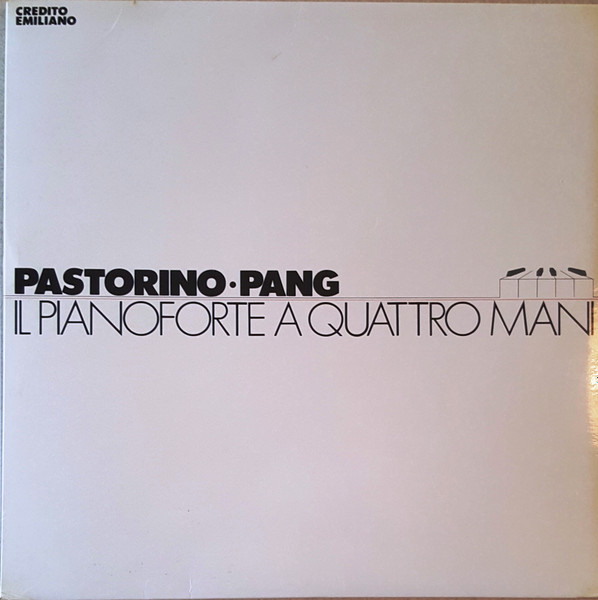 CREDITO
EMILIANO
PASTORINO·PANG
IL PIANOFORTE A QUATTRO MANI